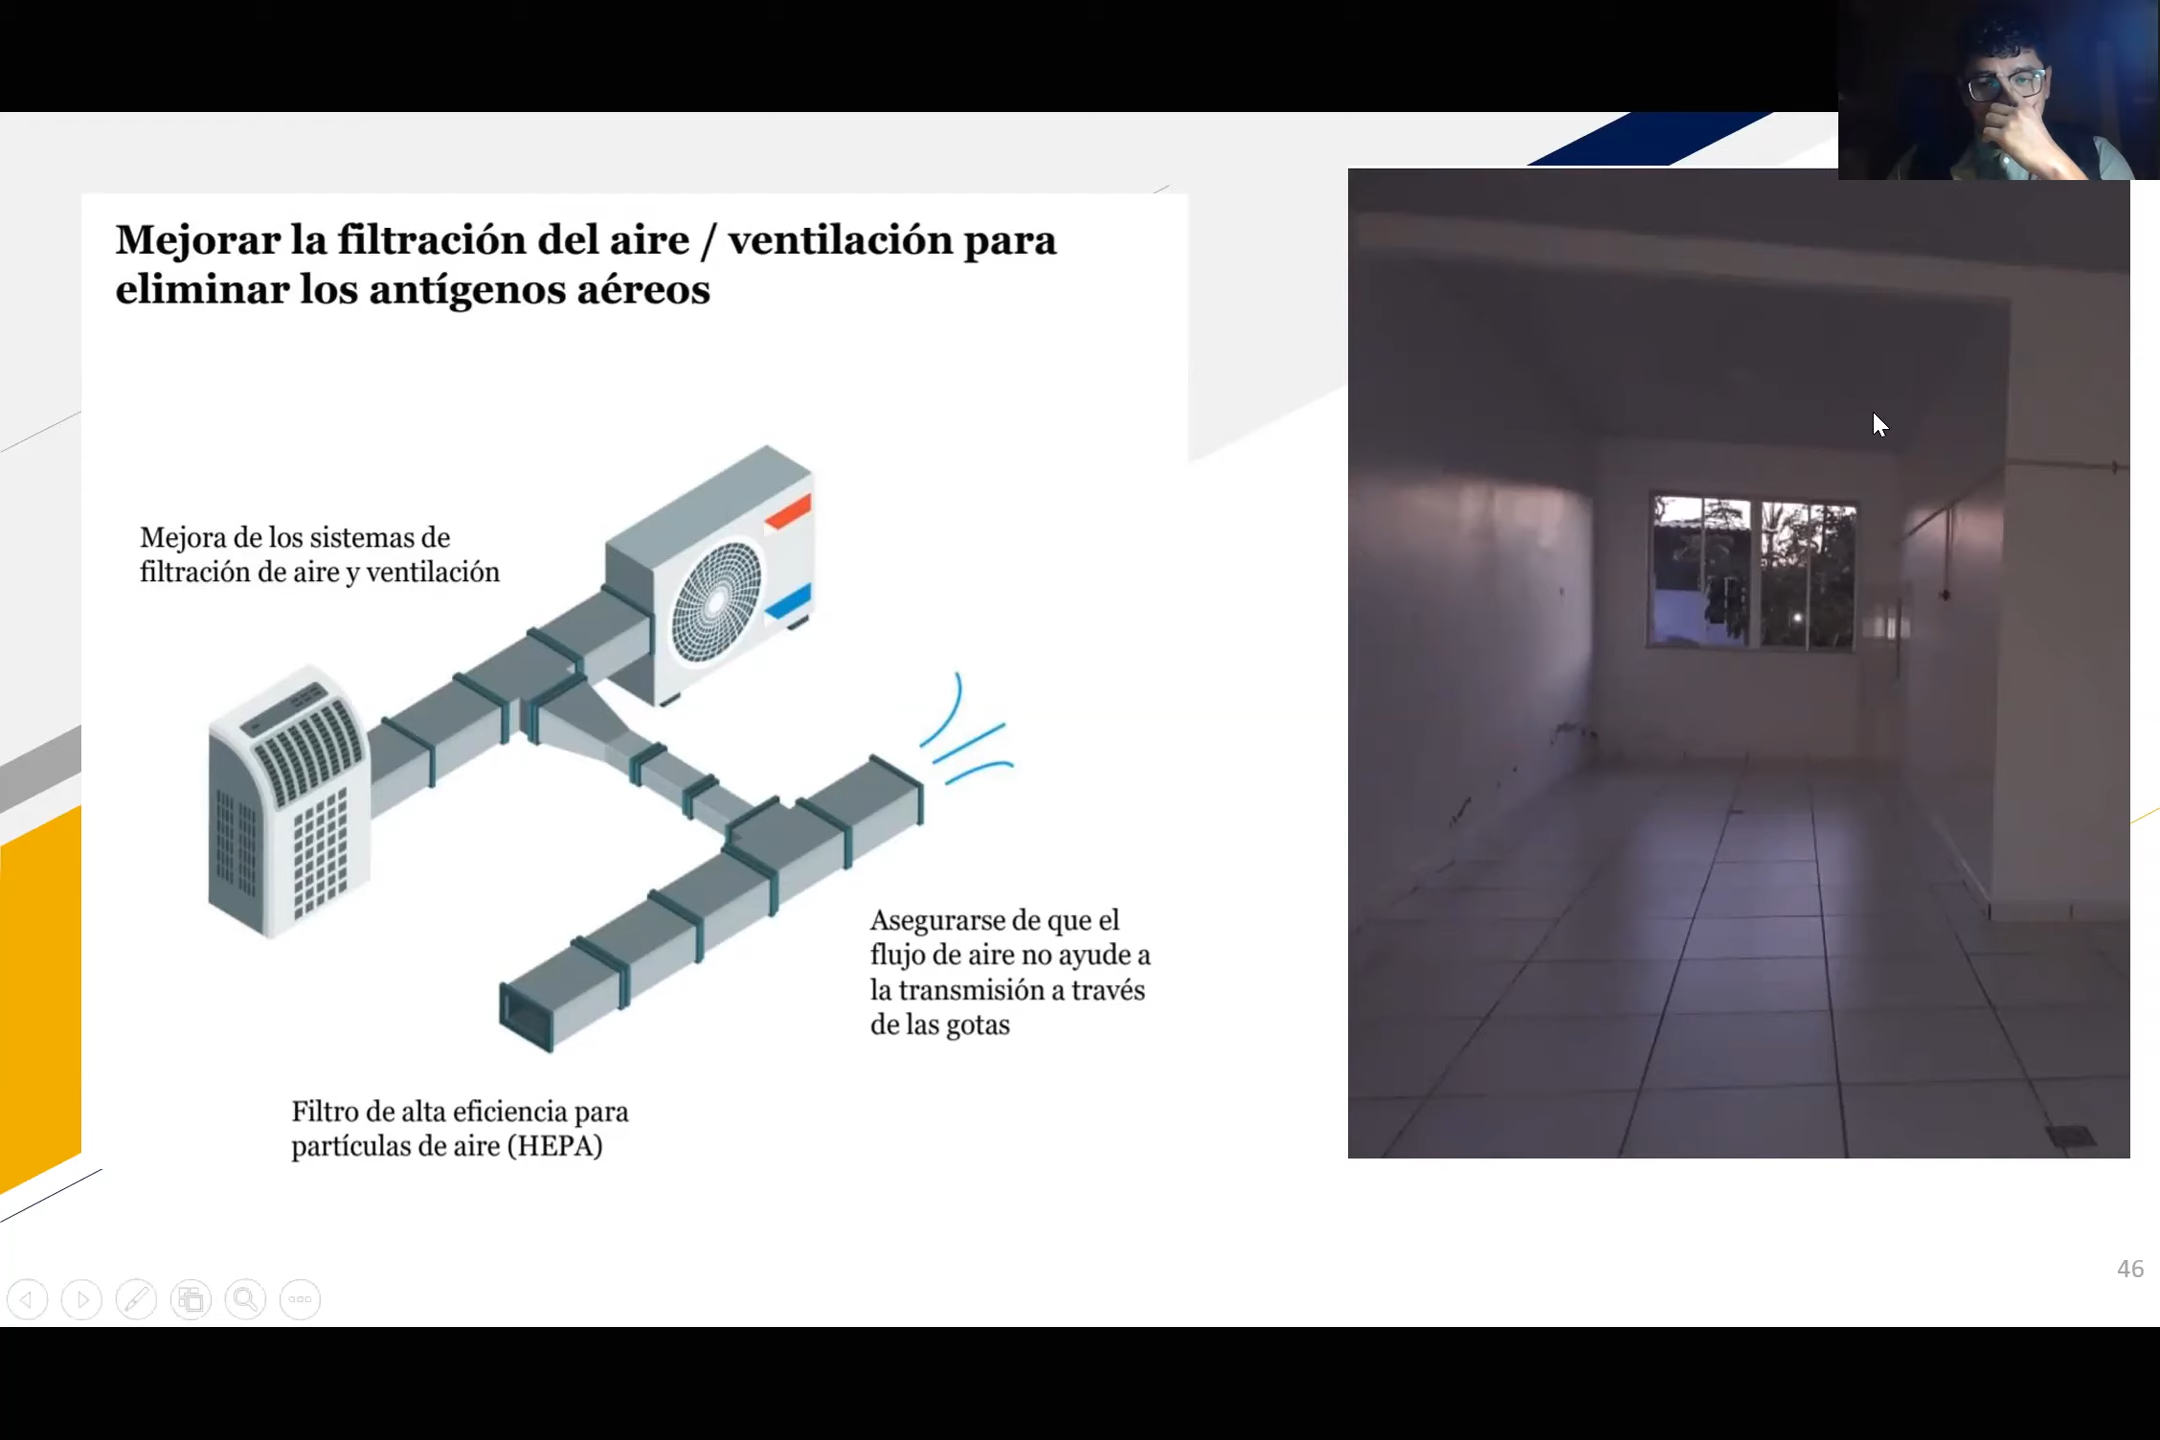 Mejorar la filtración del aire / ventilación para
eliminar los antígenos aéreos
Mejora de los sistemas de
filtración de aire y ventilación
Asegurarse de que el
flujo de aire no ayude a
la transmisión a través
de las gotas
Filtro de alta eficiencia para
partículas de aire (HEPA)
46